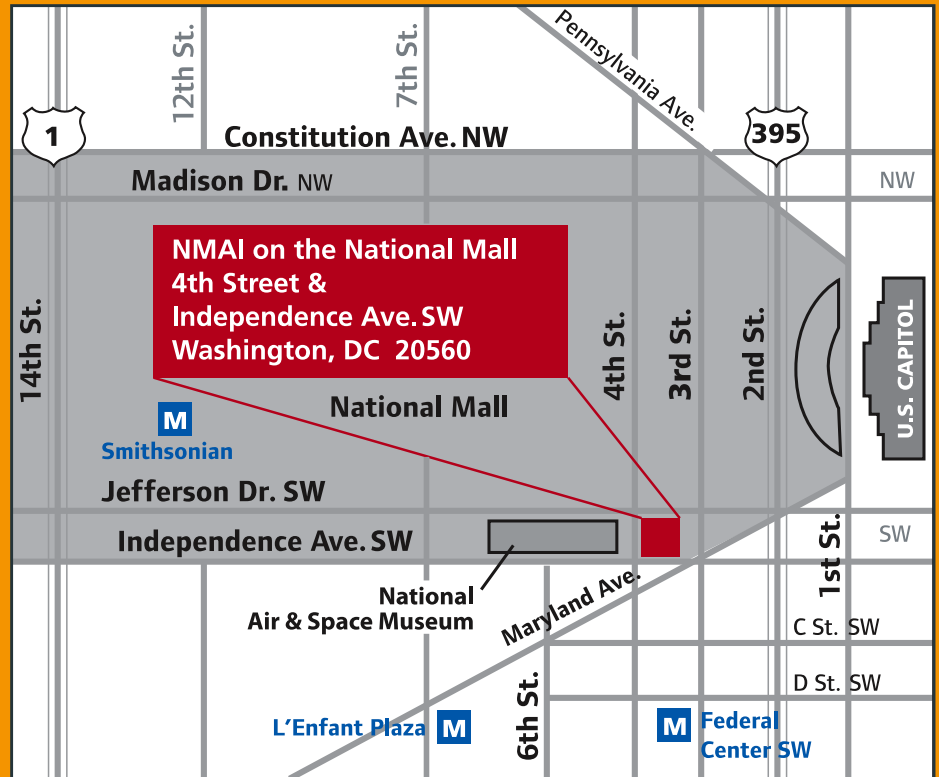 12th St.
7th St.
Pennsylvania Ave.
1
395
Constitution Ave. NW
Madison Dr. NW
NW
NMAI on the National Mall
4th Street &
Independence Ave. SW
Washington, DC 20560
14th St.
4th St.
3rd St.
2nd St.
U.S. CAPITOL
National Mall
M
Smithsonian
Jefferson Dr. SW
Independence Ave. SW
SW
1st St.
National
Air & Space Museum
Maryland Ave.
C St. SW
D St. SW
6th St.
L’Enfant Plaza M
M Federal
Center SW